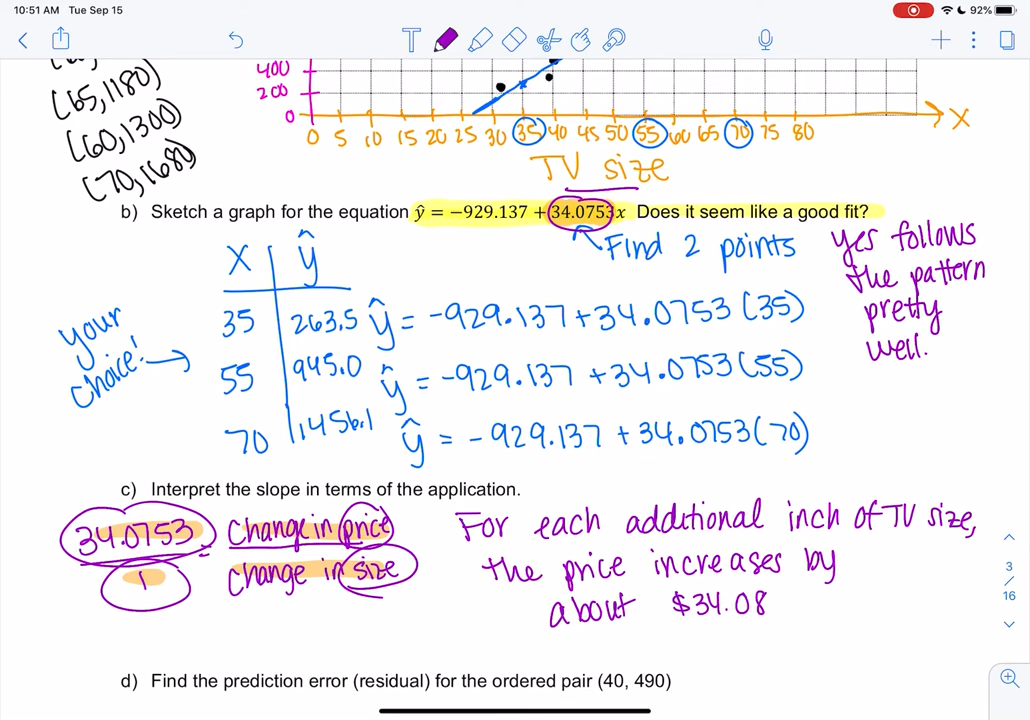 10:51 AM Tue Sep 15
92%
T
(65,1180)
(60,1300)
(70,1680)
400
200
0
0 5 10 15 20 25 30 35 40 45 50 55 60 65 70 75 80
X
TV size
b) Sketch a graph for the equation ŷ = −929.137 + 34.0753x Does it seem like a good fit?
Find 2 points
yes follows
the pattern
pretty
well.
X ŷ
your
choice!
35 263.5 ŷ = -929.137+34.0753(35)
55 945.0 ŷ = -929.137 +34.0753(55)
70 1,456.1 ŷ = -929.137 +34.0753(70)
c) Interpret the slope in terms of the application.
34.0753 Change in price
1 change in size
For each additional inch of TV size,
the price increases by
about $34.08
3
/
16
d) Find the prediction error (residual) for the ordered pair (40, 490)